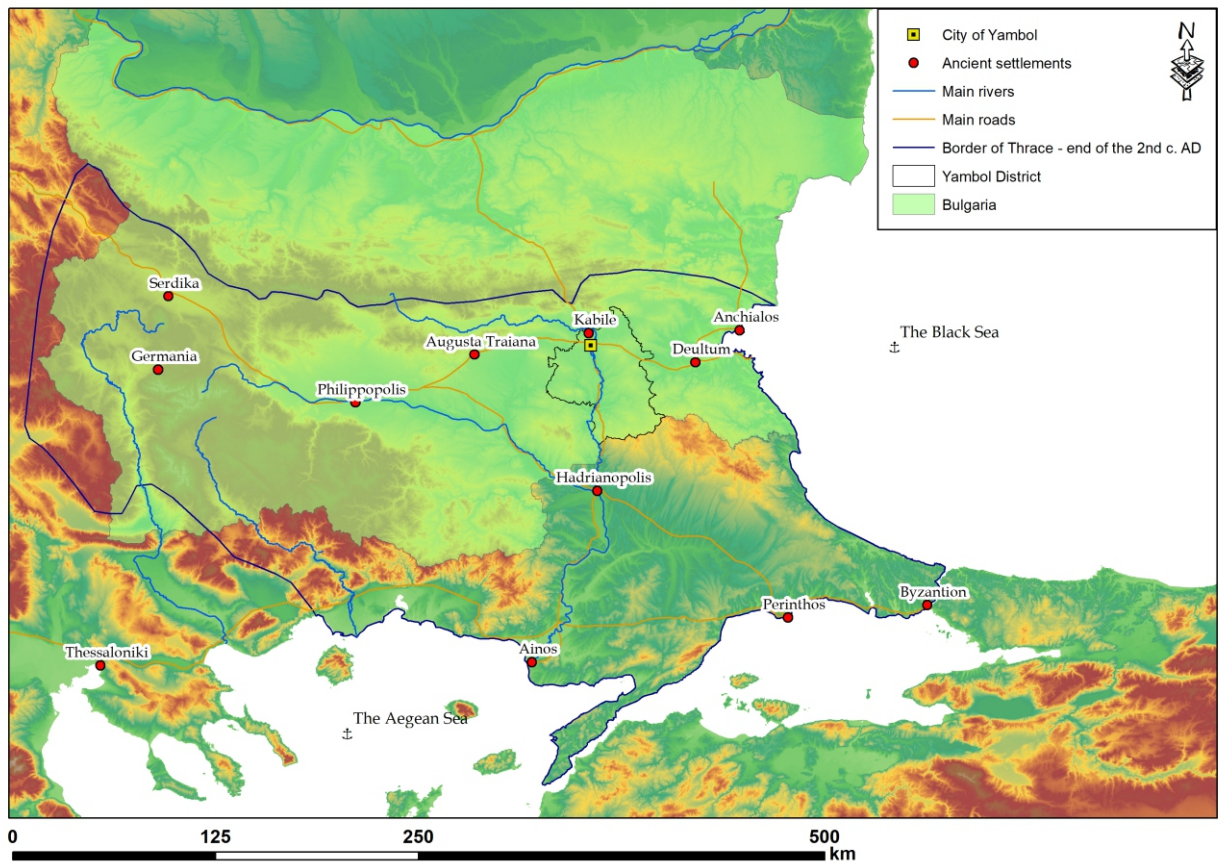 N
City of Yambol
Ancient settlements
Main rivers
Main roads
Border of Thrace - end of the 2nd c. AD
Yambol District
Bulgaria
Serdika
Kabile
Anchialos
The Black Sea
Augusta Traiana
Deultum
Germania
Philippopolis
Hadrianopolis
Byzantion
Perinthos
Ainos
Thessaloniki
The Aegean Sea
0 125 250 500
km